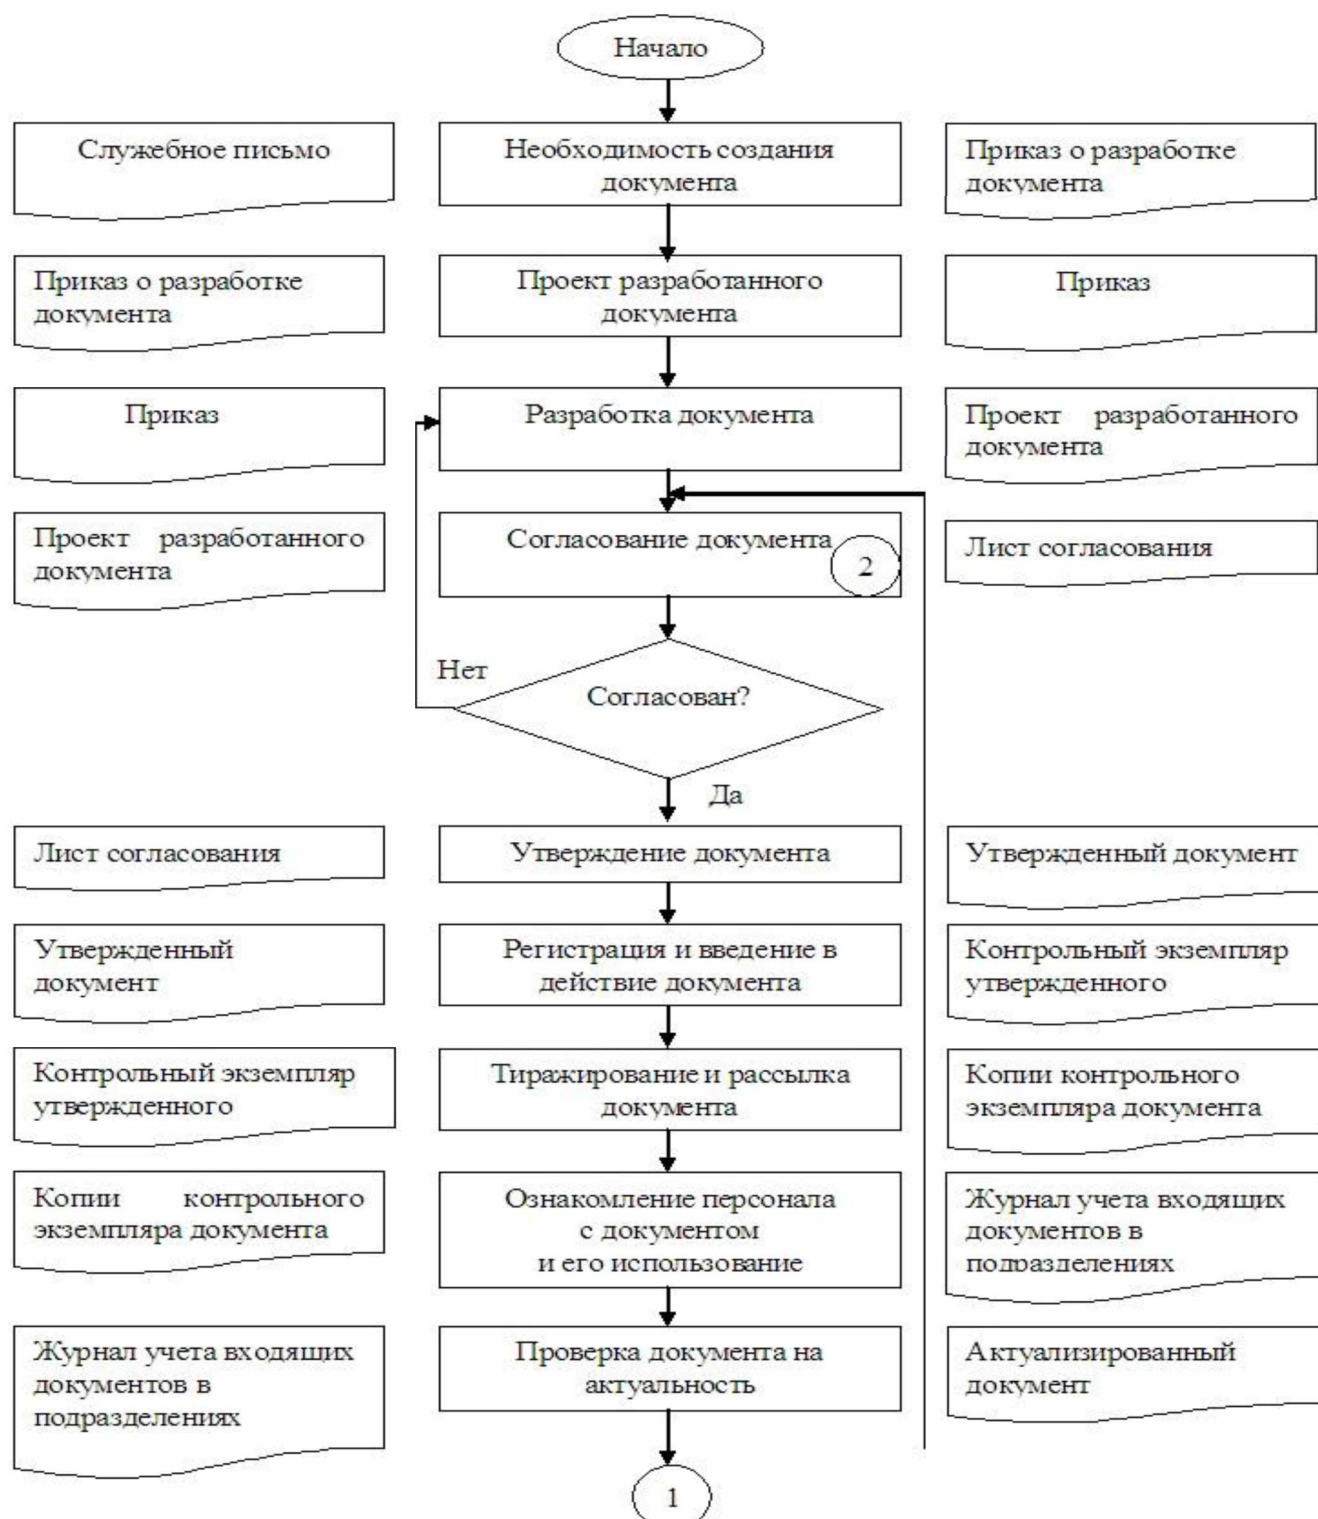 Начало
Служебное письмо
Необходимость создания
документа
Приказ о разработке
документа
Приказ о разработке
документа
Проект разработанного
документа
Приказ
Приказ
Разработка документа
Проект разработанного
документа
Проект разработанного
документа
Согласование документа
2
Лист согласования
Нет
Согласован?
Да
Лист согласования
Утверждение документа
Утвержденный документ
Утвержденный
документ
Регистрация и введение в
действие документа
Контрольный экземпляр
утвержденного
Контрольный экземпляр
утвержденного
Тиражирование и рассылка
документа
Копии контрольного
экземпляра документа
Копии контрольного
экземпляра документа
Ознакомление персонала
с документом
и его использование
Журнал учета входящих
документов в
подразделениях
Журнал учета входящих
документов в
подразделениях
Проверка документа на
актуальность
Актуализированный
документ
1